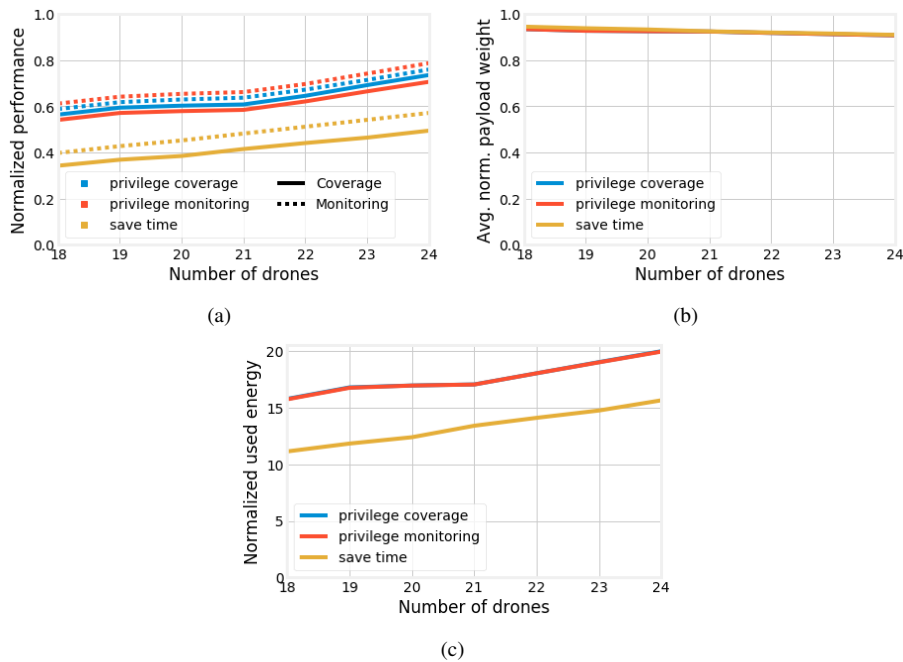 Normalized performance
1.0
0.8
0.6
0.4
0.2
0.0
privilege coverage
privilege monitoring
save time
Coverage
Monitoring
18 19 20 21 22 23 24
Number of drones
(a)
Avg. norm. payload weight
1.0
0.8
0.6
0.4
0.2
0.0
privilege coverage
privilege monitoring
save time
18 19 20 21 22 23 24
Number of drones
(b)
Normalized used energy
20
15
10
5
0
privilege coverage
privilege monitoring
save time
18 19 20 21 22 23 24
Number of drones
(c)